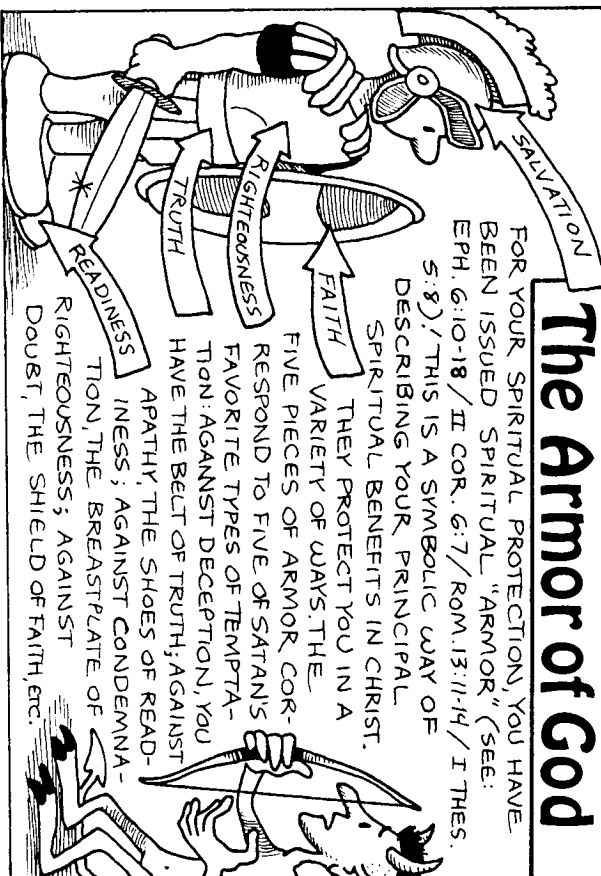 The Armor of God
FOR YOUR SPIRITUAL PROTECTION, YOU HAVE
BEEN ISSUED SPIRITUAL "ARMOR" (SEE:
EPH. 6:10-18 / II COR. 6:7 / ROM. 13:11-14 / I THES.
5:8)! THIS IS A SYMBOLIC WAY OF
DESCRIBING YOUR PRINCIPAL
SPIRITUAL BENEFITS IN CHRIST.
THEY PROTECT YOU IN A
VARIETY OF WAYS. THE
FIVE PIECES OF ARMOR COR-
RESPOND TO FIVE OF SATAN'S
FAVORITE TYPES OF TEMPTA-
TION: AGAINST DECEPTION, YOU
HAVE THE BELT OF TRUTH; AGAINST
APATHY, THE SHOES OF READ-
INESS; AGAINST CONDEMNA-
TION, THE BREASTPLATE OF
RIGHTEOUSNESS; AGAINST
DOUBT, THE SHIELD OF FAITH, ETC.
SALVATION
FAITH
RIGHTEOUSNESS
TRUTH
READINESS